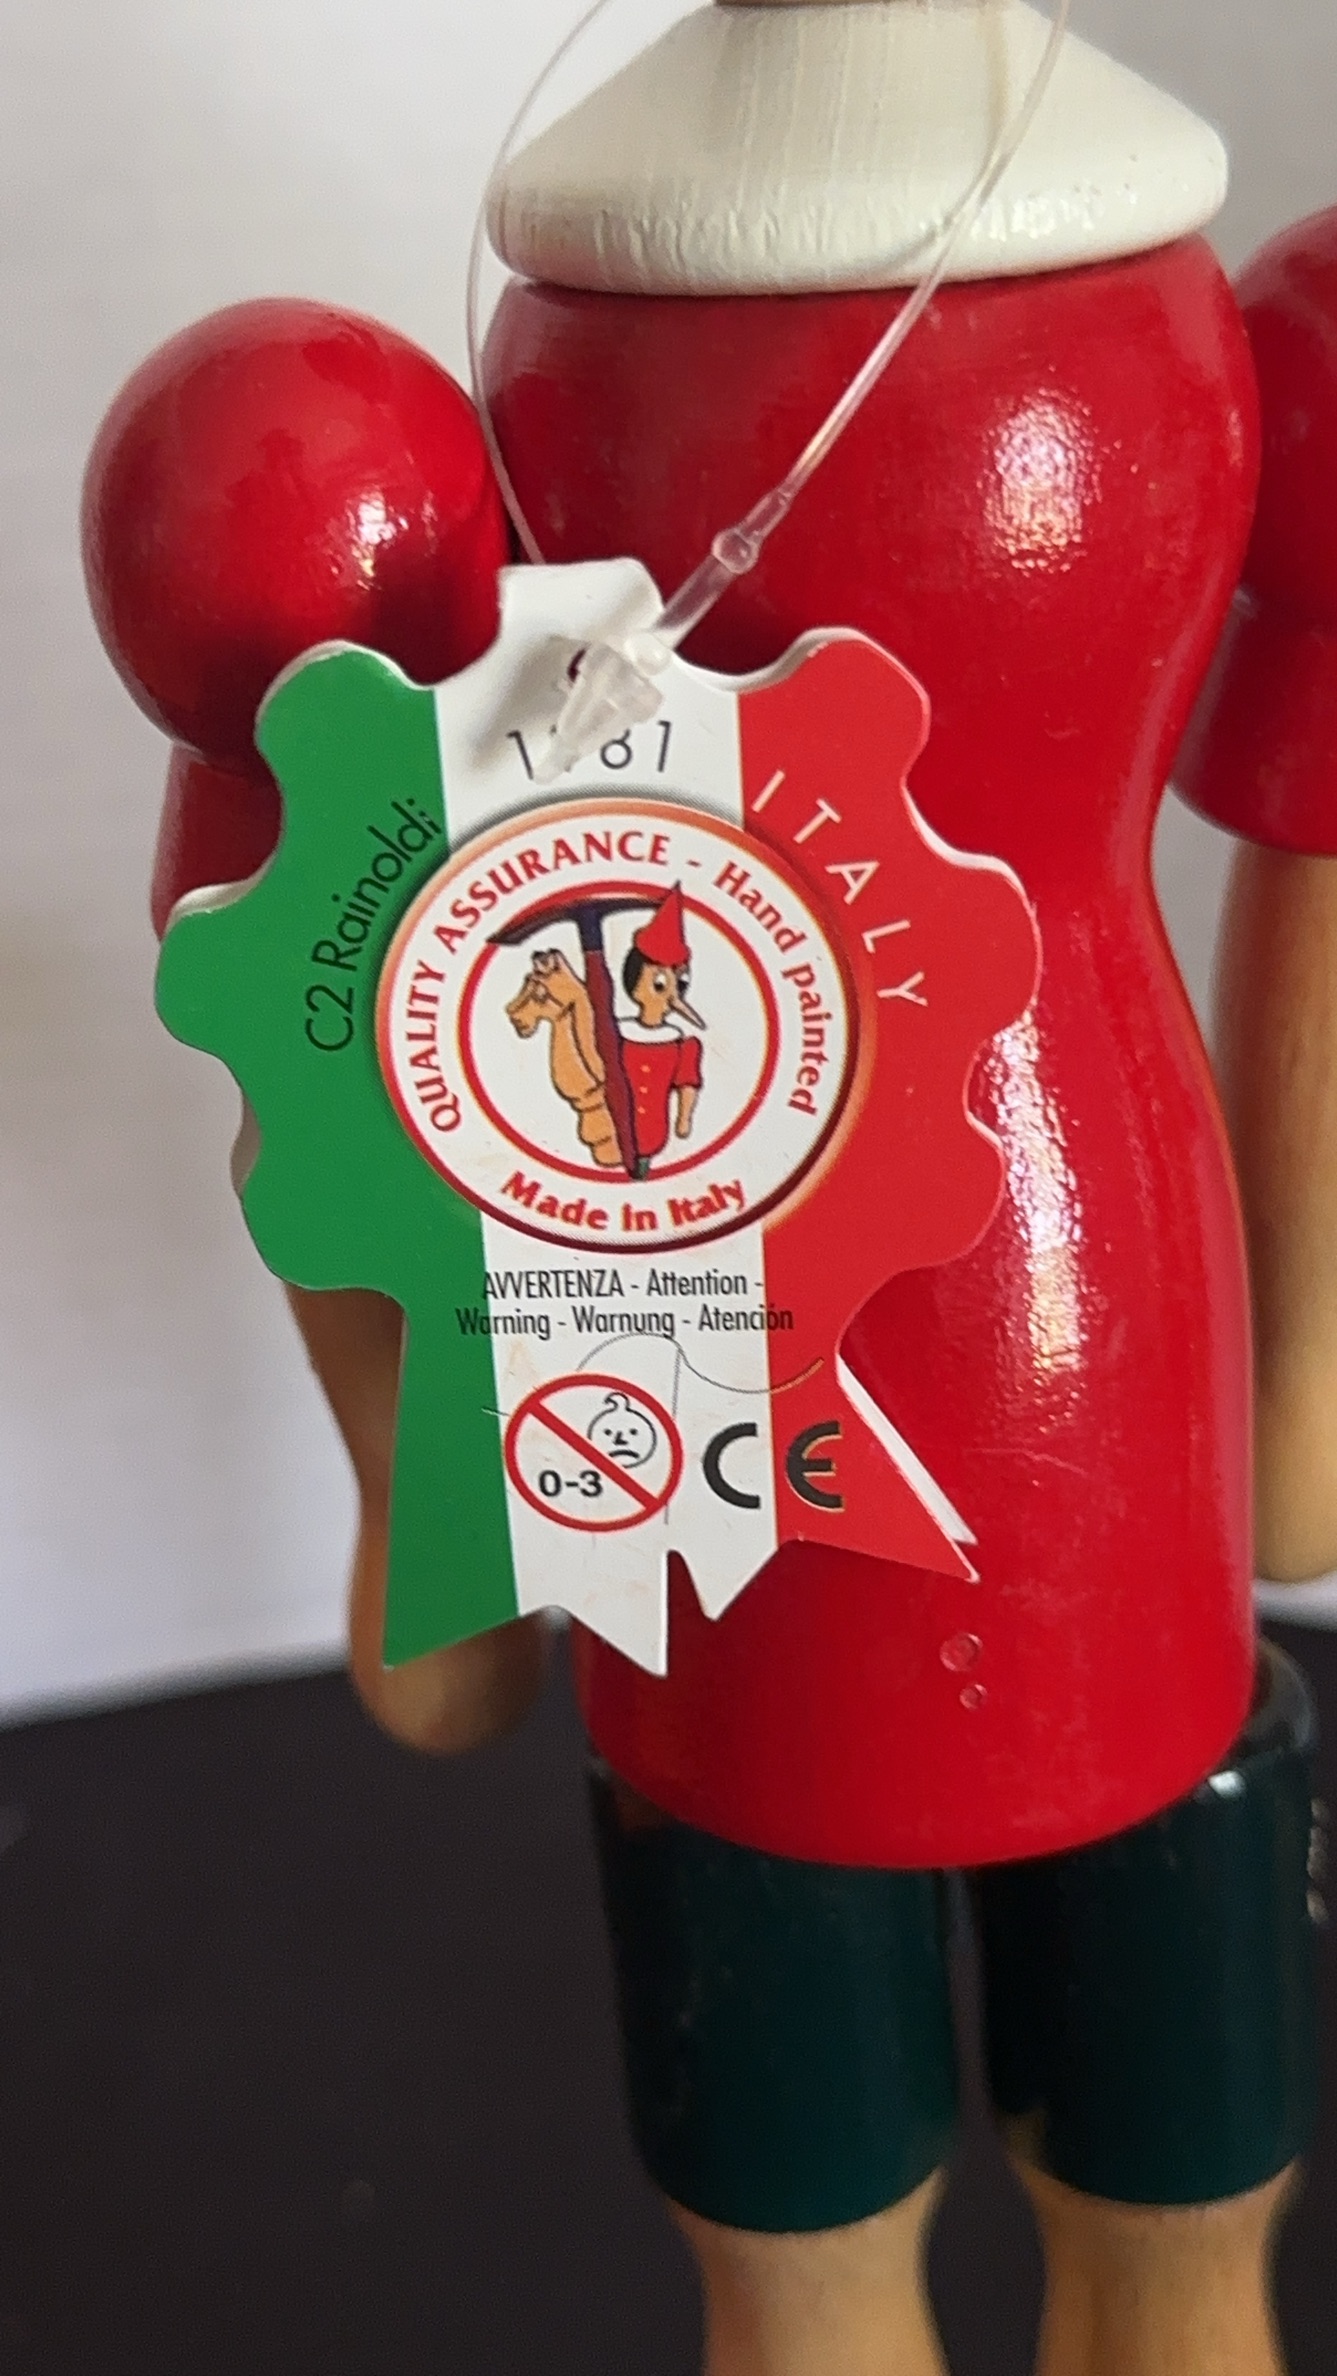 C2 Rainoldi
ITALY
QUALITY ASSURANCE - Hand painted
Made in Italy
AVVERTENZA - Attention -
Warning - Warnung - Atención
0-3
CE